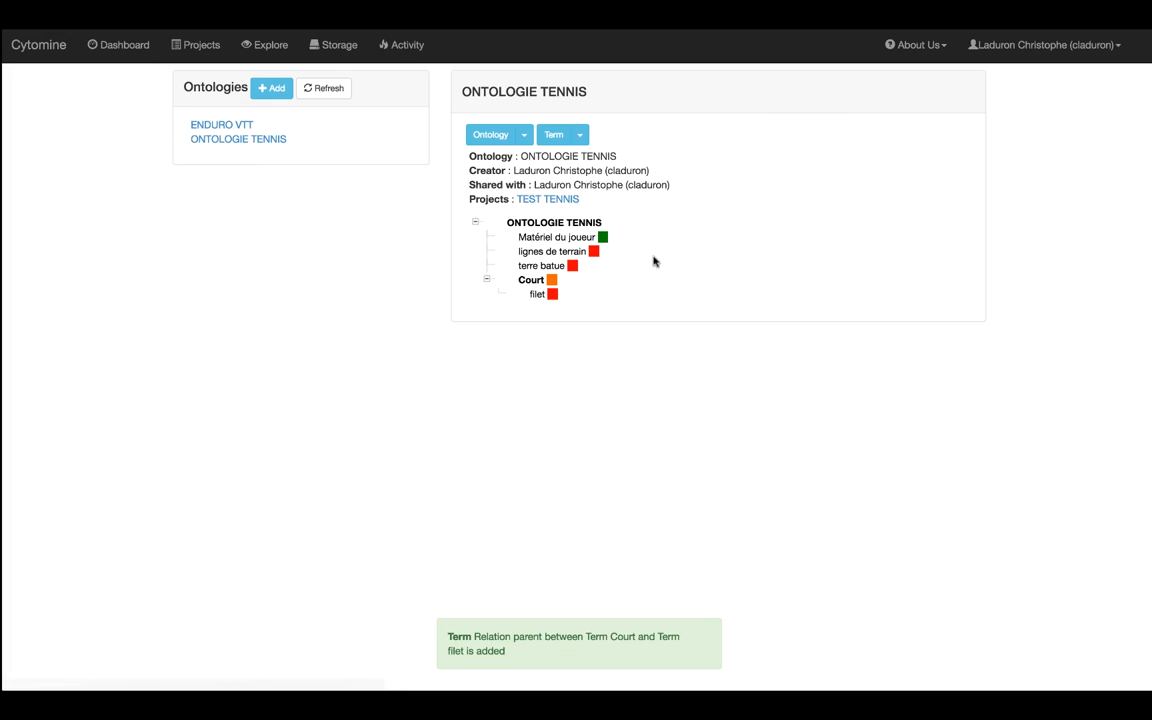 Cytomine Dashboard Projects Explore Storage Activity About Us Laduron Christophe (claduron)
Ontologies Add Refresh
ENDURO VTT
ONTOLOGIE TENNIS
ONTOLOGIE TENNIS
Ontology Term
Ontology : ONTOLOGIE TENNIS
Creator : Laduron Christophe (claduron)
Shared with : Laduron Christophe (claduron)
Projects : TEST TENNIS
ONTOLOGIE TENNIS
Matériel du joueur
lignes de terrain
terre batue
Court
filet
Term Relation parent between Term Court and Term
filet is added